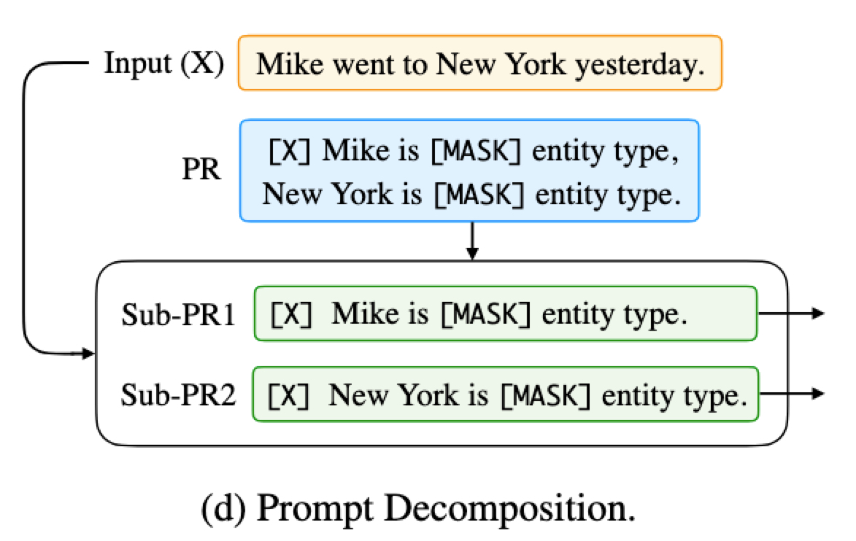 Input (X) Mike went to New York yesterday.
PR
[X] Mike is [MASK] entity type,
New York is [MASK] entity type.
Sub-PR1 [X] Mike is [MASK] entity type.
Sub-PR2 [X] New York is [MASK] entity type.
(d) Prompt Decomposition.